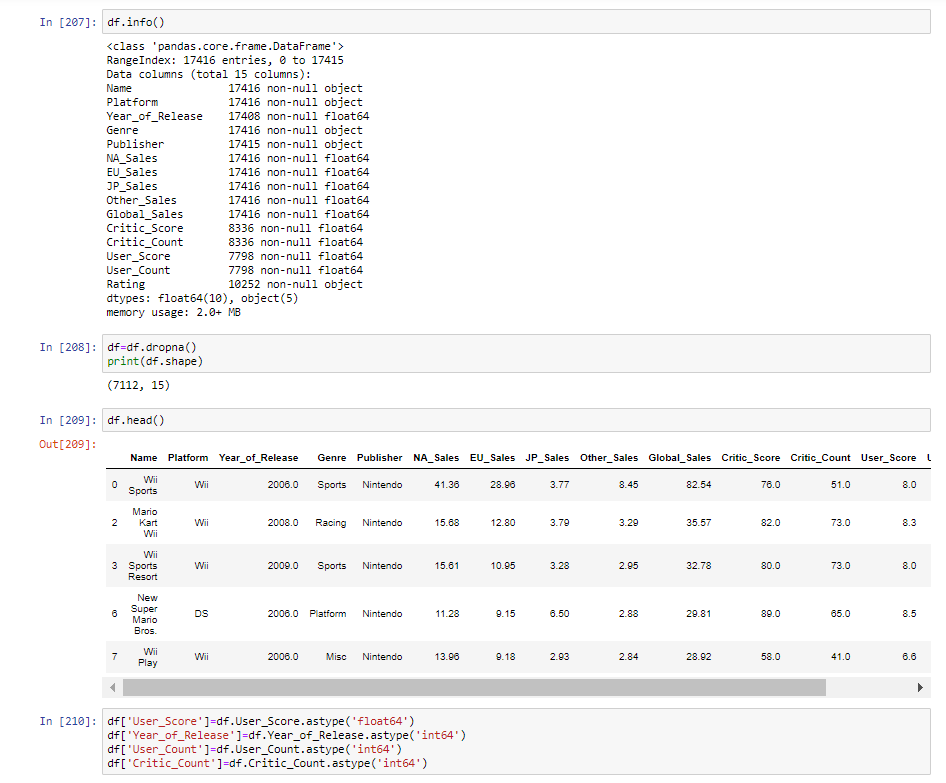 In [207]: df.info()
<class 'pandas.core.frame.DataFrame'>
RangeIndex: 17416 entries, 0 to 17415
Data columns (total 15 columns):
Name 17416 non-null object
Platform 17416 non-null object
Year_of_Release 17408 non-null float64
Genre 17416 non-null object
Publisher 17415 non-null object
NA_Sales 17416 non-null float64
EU_Sales 17416 non-null float64
JP_Sales 17416 non-null float64
Other_Sales 17416 non-null float64
Global_Sales 17416 non-null float64
Critic_Score 8336 non-null float64
Critic_Count 8336 non-null float64
User_Score 7798 non-null float64
User_Count 7798 non-null float64
Rating 10252 non-null object
dtypes: float64(10), object(5)
memory usage: 2.0+ MB
In [208]: df=df.dropna()
print(df.shape)
(7112, 15)
In [209]: df.head()
Out[209]:
Name Platform Year_of_Release Genre Publisher NA_Sales EU_Sales JP_Sales Other_Sales Global_Sales Critic_Score Critic_Count User_Score
0 Wii Sports Wii 2006.0 Sports Nintendo 41.36 28.96 3.77 8.45 82.54 76.0 51.0 8.0
2 Mario Kart Wii Wii 2008.0 Racing Nintendo 15.68 12.80 3.79 3.29 35.57 82.0 73.0 8.3
3 Wii Sports Resort Wii 2009.0 Sports Nintendo 15.61 10.95 3.28 2.95 32.78 80.0 73.0 8.0
6 New Super Mario Bros. DS 2006.0 Platform Nintendo 11.28 9.15 6.50 2.88 29.81 89.0 65.0 8.5
7 Wii Play Wii 2006.0 Misc Nintendo 13.96 9.18 2.93 2.84 28.92 58.0 41.0 6.6
In [210]: df['User_Score']=df.User_Score.astype('float64')
df['Year_of_Release']=df.Year_of_Release.astype('int64')
df['User_Count']=df.User_Count.astype('int64')
df['Critic_Count']=df.Critic_Count.astype('int64')